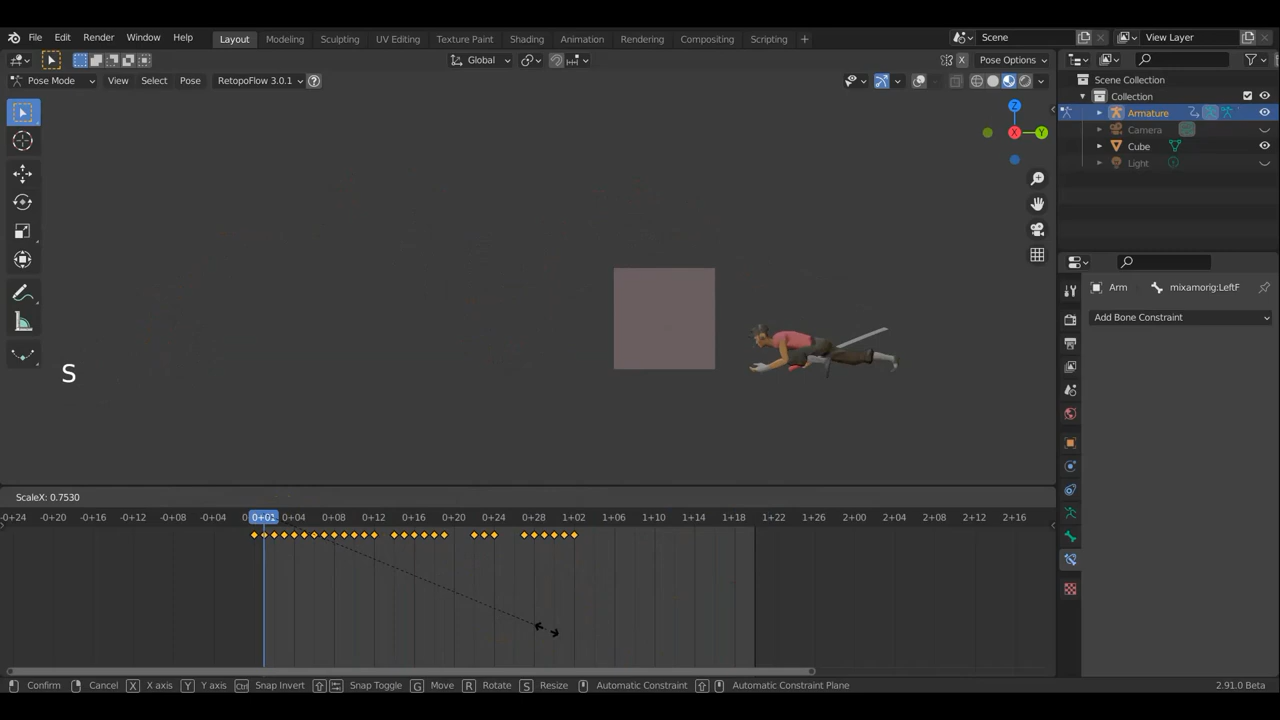 File Edit Render Window Help Layout Modeling Sculpting UV Editing Texture Paint Shading Animation Rendering Compositing Scripting + Scene View Layer
Global X Pose Options
Pose Mode View Select Pose RetopoFlow 3.0.1 ?
Scene Collection
Collection
Armature
Camera
Cube
Light
Z
X
Y
Arm mixamorig:LeftF
Add Bone Constraint
S
ScaleX: 0.7530
-0+24 -0+20 -0+16 -0+12 -0+08 -0+04 0 0+01 0+04 0+08 0+12 0+16 0+20 0+24 0+28 1+02 1+06 1+10 1+14 1+18 1+22 2+00 2+04 2+08 2+12 2+16
Confirm Cancel X X axis Y Y axis Ctrl Snap Invert Snap Toggle G Move R Rotate S Resize Automatic Constraint Automatic Constraint Plane 2.91.0 Beta